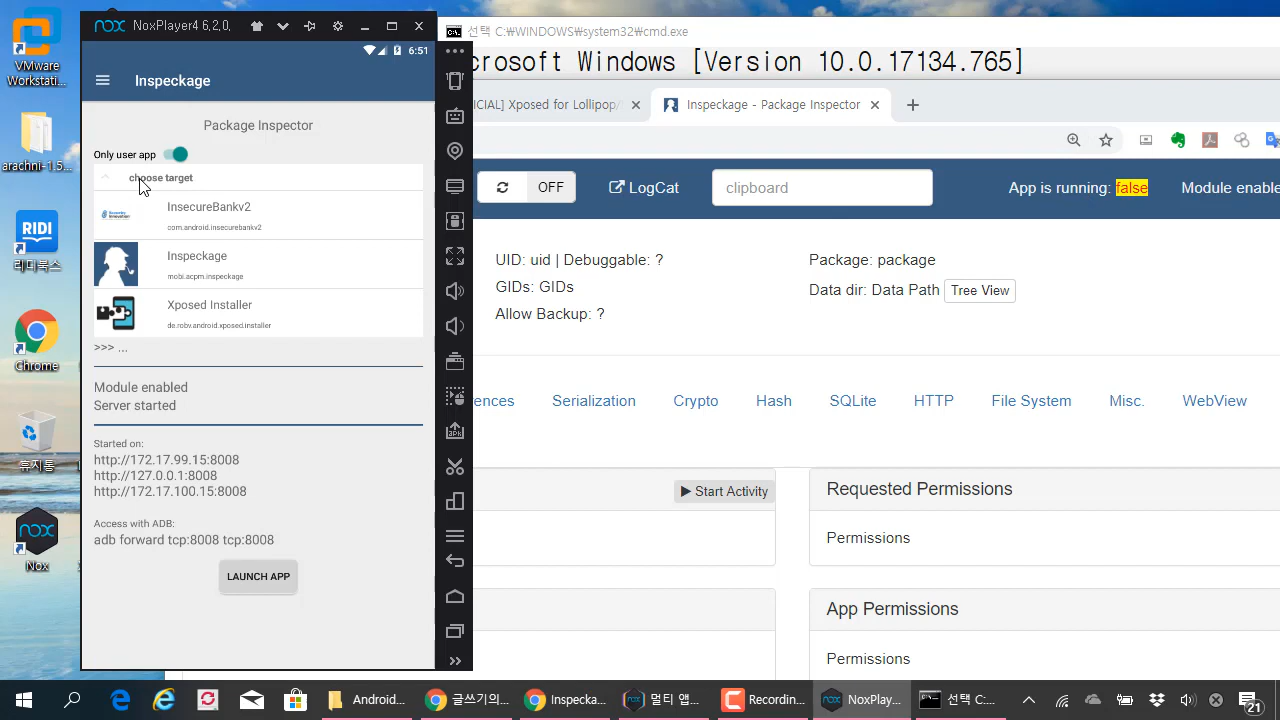 VMware
Workstati...
arachni-1.5...
RIDI
리디북스
Chrome
휴지통
nox
Nox
nox NoxPlayer4 6.2.0.
6:51
Inspeckage
Package Inspector
Only user app
choose target
InsecureBankv2
com.android.insecurebankv2
Inspeckage
mobi.acpm.inspeckage
Xposed Installer
de.robv.android.xposed.installer
>>> ...
Module enabled
Server started
Started on:
http://172.17.99.15:8008
http://127.0.0.1:8008
http://172.17.100.15:8008
Access with ADB:
adb forward tcp:8008 tcp:8008
LAUNCH APP
선택 C:₩WINDOWS₩system32₩cmd.exe
crosoft Windows [Version 10.0.17134.765]
ICIAL] Xposed for Lollipop/
Inspeckage - Package Inspector
OFF
LogCat
clipboard
App is running: false
Module enable
UID: uid | Debuggable: ?
GIDs: GIDs
Allow Backup: ?
Package: package
Data dir: Data Path Tree View
ences
Serialization
Crypto
Hash
SQLite
HTTP
File System
Misc.
WebView
Start Activity
Requested Permissions
Permissions
App Permissions
Permissions
Android...
글쓰기의...
Inspecka...
멀티 앱...
Recordin...
NoxPlay...
선택 C:...
21